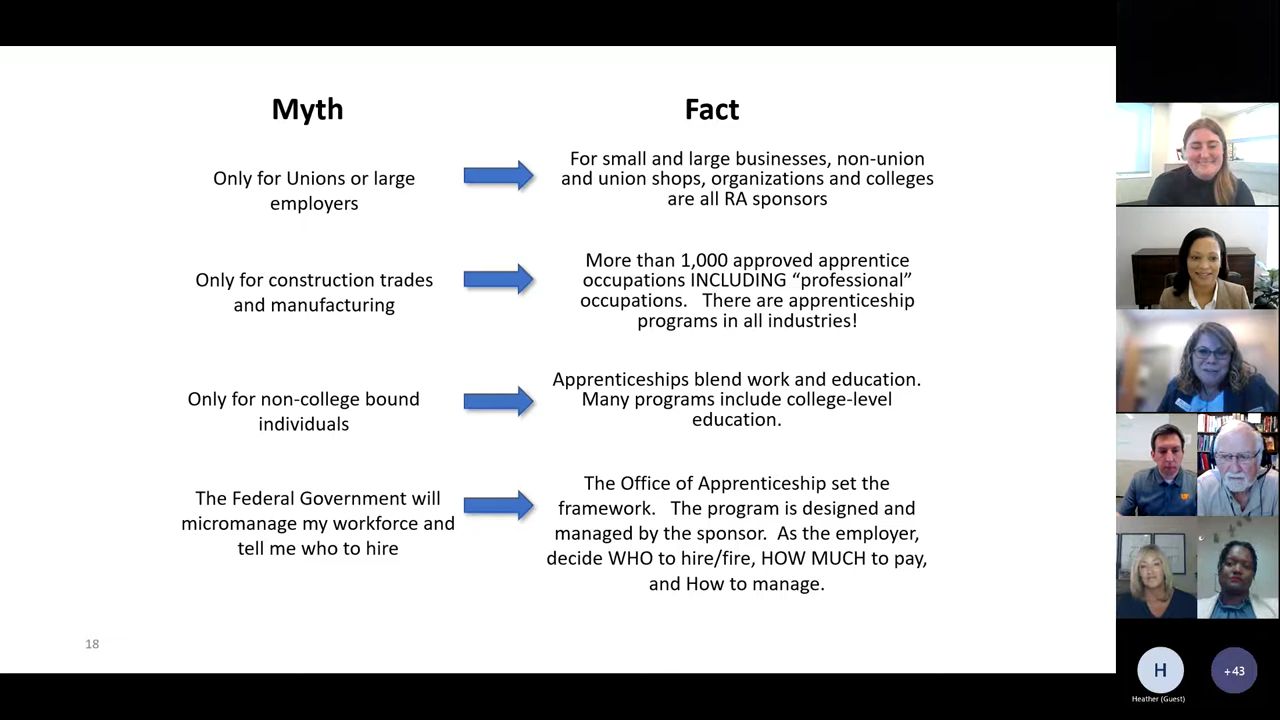 Myth
Fact
Only for Unions or large
employers
For small and large businesses, non-union
and union shops, organizations and colleges
are all RA sponsors
Only for construction trades
and manufacturing
More than 1,000 approved apprentice
occupations INCLUDING “professional”
occupations.   There are apprenticeship
programs in all industries!
Only for non-college bound
individuals
Apprenticeships blend work and education.
Many programs include college-level
education.
The Federal Government will
micromanage my workforce and
tell me who to hire
The Office of Apprenticeship set the
framework.   The program is designed and
managed by the sponsor.  As the employer,
decide WHO to hire/fire, HOW MUCH to pay,
and How to manage.
18
UF
H
+43
Heather (Guest)